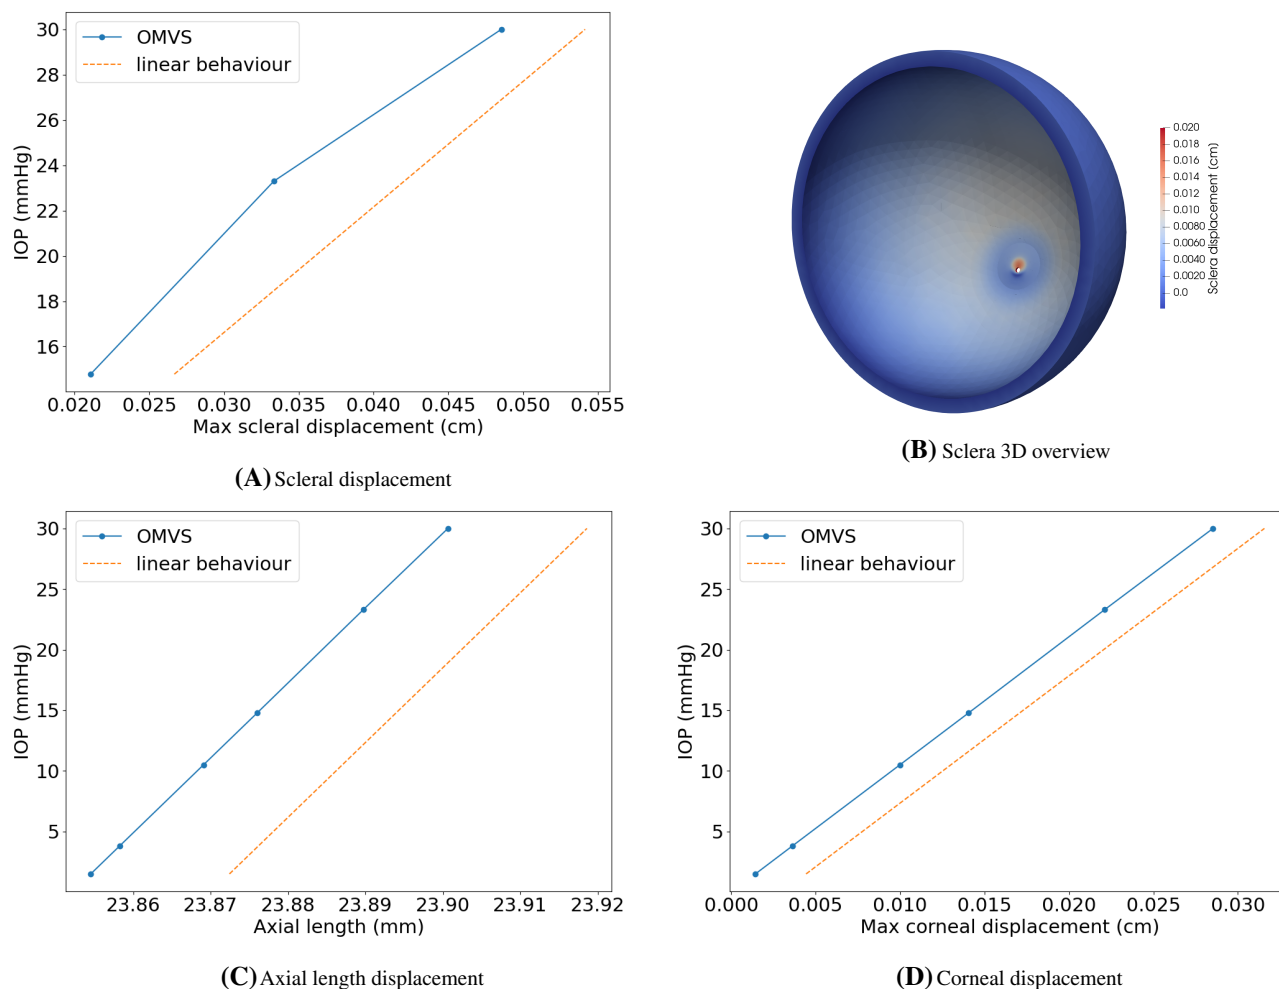 OMVS
linear behaviour
30
28
26
24
22
20
18
16
IOP (mmHg)
0.020 0.025 0.030 0.035 0.040 0.045 0.050 0.055
Max scleral displacement (cm)
(A) Scleral displacement
0.020
0.018
0.016
0.014
0.012
0.010
0.0080
0.0060
0.0040
0.0020
0.0
Sclera displacement (cm)
(B) Sclera 3D overview
OMVS
linear behaviour
30
25
20
15
10
5
IOP (mmHg)
23.86 23.87 23.88 23.89 23.90 23.91 23.92
Axial length (mm)
(C) Axial length displacement
OMVS
linear behaviour
30
25
20
15
10
5
IOP (mmHg)
0.000 0.005 0.010 0.015 0.020 0.025 0.030
Max corneal displacement (cm)
(D) Corneal displacement